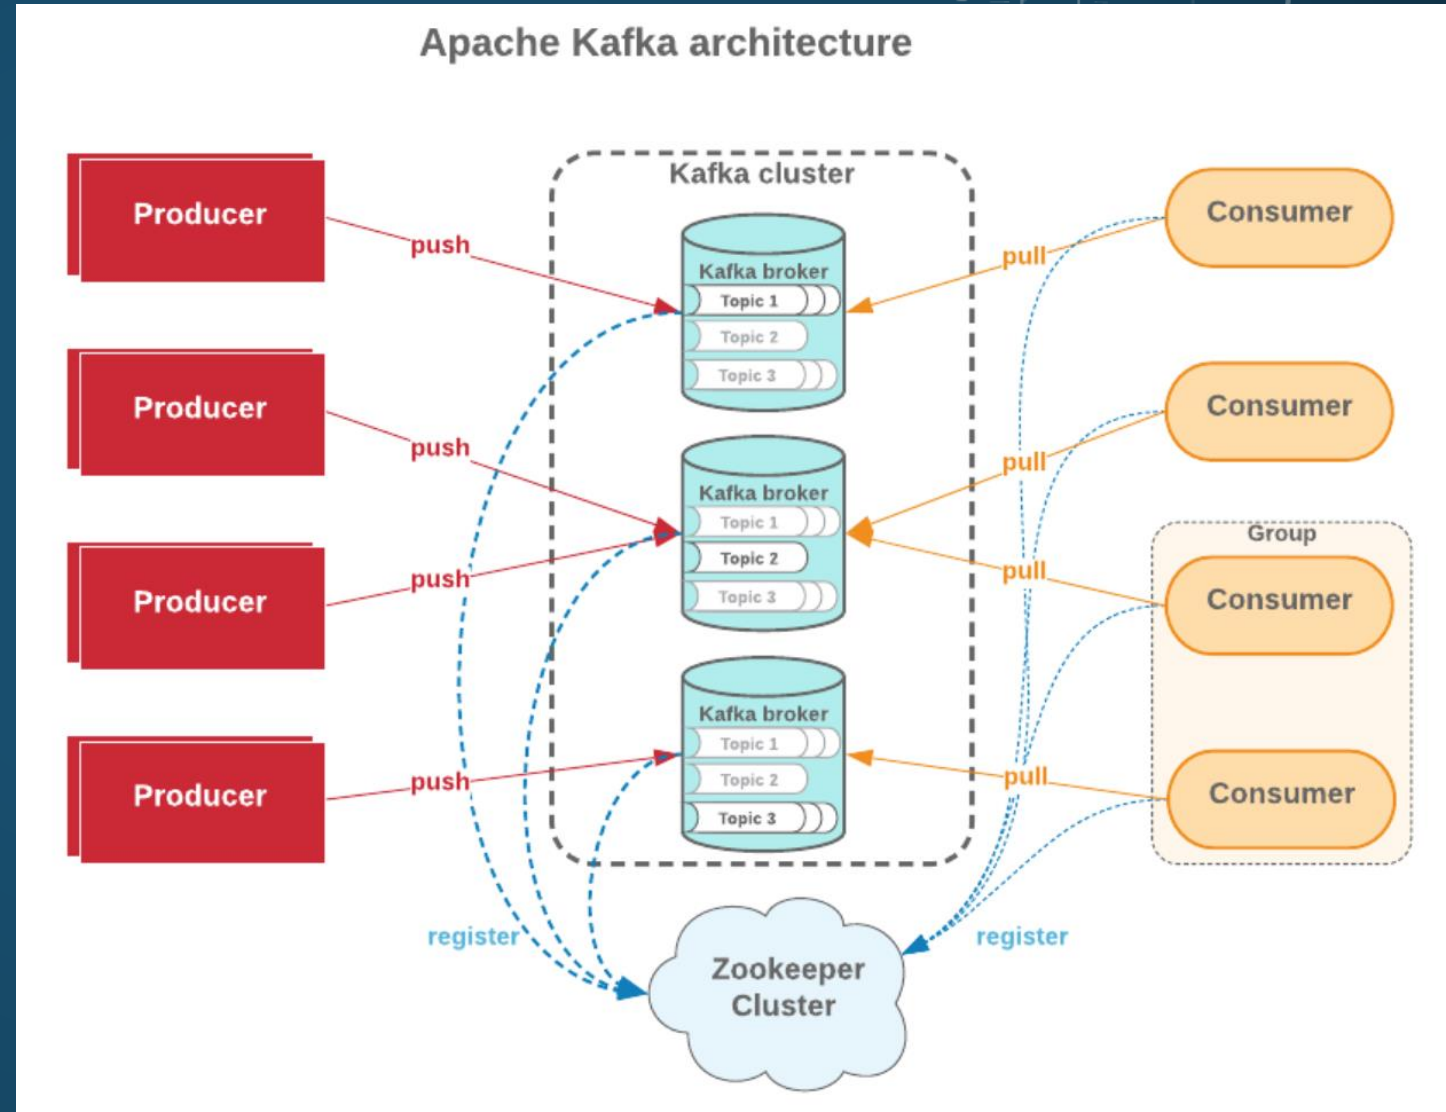 Apache Kafka architecture
Producer
Producer
Producer
Producer
push
push
push
push
Kafka cluster
Kafka broker
Topic 1
Topic 2
Topic 3
Kafka broker
Topic 1
Topic 2
Topic 3
Kafka broker
Topic 1
Topic 2
Topic 3
pull
pull
pull
pull
Consumer
Consumer
Group
Consumer
Consumer
register
Zookeeper
Cluster
register